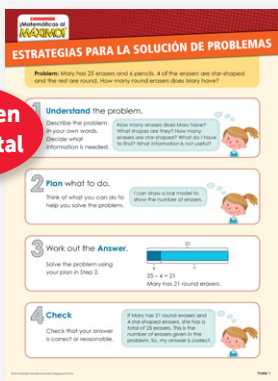 ¡Matemáticas al
MÁXIMO!
ESTRATEGIAS PARA LA SOLUCIÓN DE PROBLEMAS
Problem: Mary has 25 erasers and 6 pencils. 4 of the erasers are star-shaped
and the rest are round. How many round erasers does Mary have?
en
tal
1 Understand the problem.
Describe the problem
in your own words.
Decide what
information is needed.
How many erasers does Mary have?
What shapes are they? How many
erasers are star-shaped? What do I have
to find? What information is not useful?
2 Plan what to do.
Think of what you can do to
help you solve the problem.
I can draw a bar model to
show the number of erasers.
3 Work out the Answer.
Solve the problem using
your plan in Step 2.
25
4
?
25 – 4 = 21
Mary has 21 round erasers.
4 Check
Check that your answer
is correct or reasonable.
If Mary has 21 round erasers and
4 star-shaped erasers, she has a
total of 25 erasers. This is the
number of erasers given in the
problem. So, my answer is correct.